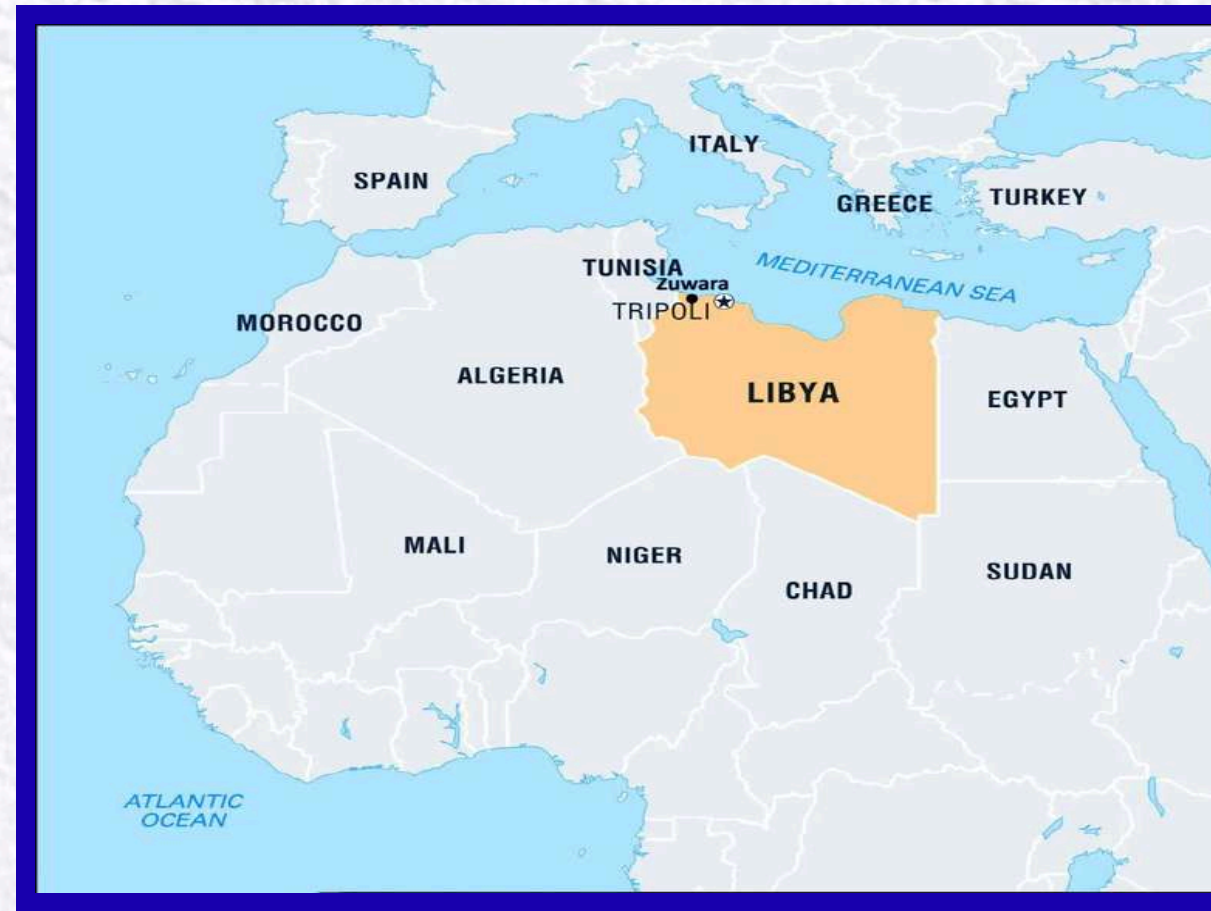 ITALY
SPAIN
GREECE
TURKEY
TUNISIA
MEDITERRANEAN SEA
Zuwara
TRIPOLI
MOROCCO
ALGERIA
LIBYA
EGYPT
MALI
NIGER
CHAD
SUDAN
ATLANTIC
OCEAN